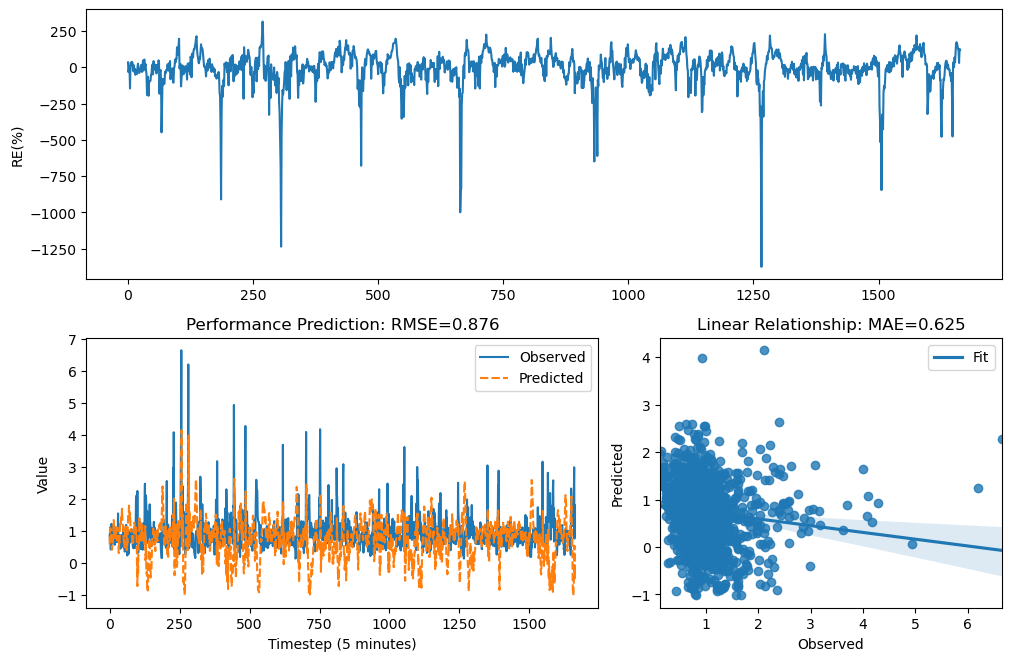 RE(%)
250
0
−250
−500
−750
−1000
−1250
0 250 500 750 1000 1250 1500
Performance Prediction: RMSE=0.876
Value
7
6
5
4
3
2
1
0
−1
Observed
Predicted
0 250 500 750 1000 1250 1500
Timestep (5 minutes)
Linear Relationship: MAE=0.625
Predicted
4
3
2
1
0
−1
Fit
1 2 3 4 5 6
Observed